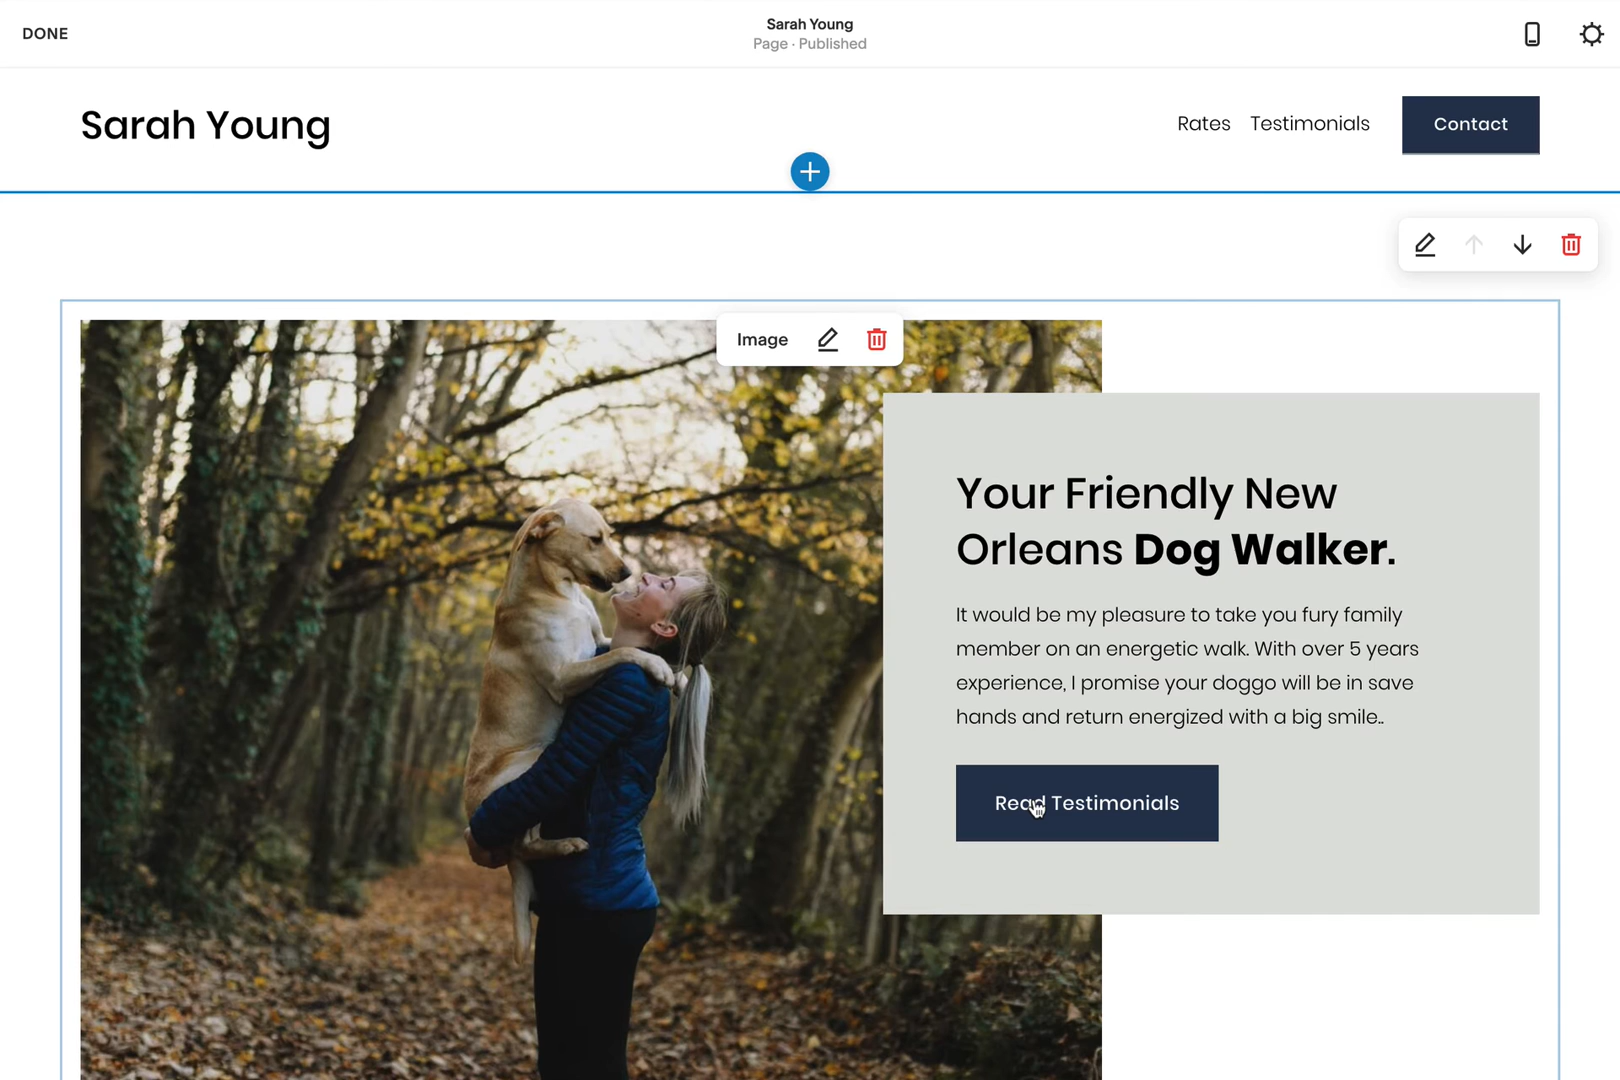 DONE
Sarah Young
Page · Published
Sarah Young
Rates
Testimonials
Contact
Image
Your Friendly New
Orleans Dog Walker.
It would be my pleasure to take you fury family
member on an energetic walk. With over 5 years
experience, I promise your doggo will be in save
hands and return energized with a big smile..
Read Testimonials